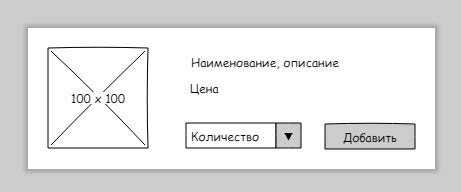 100 x 100
Наименование, описание
Цена
Количество
Добавить